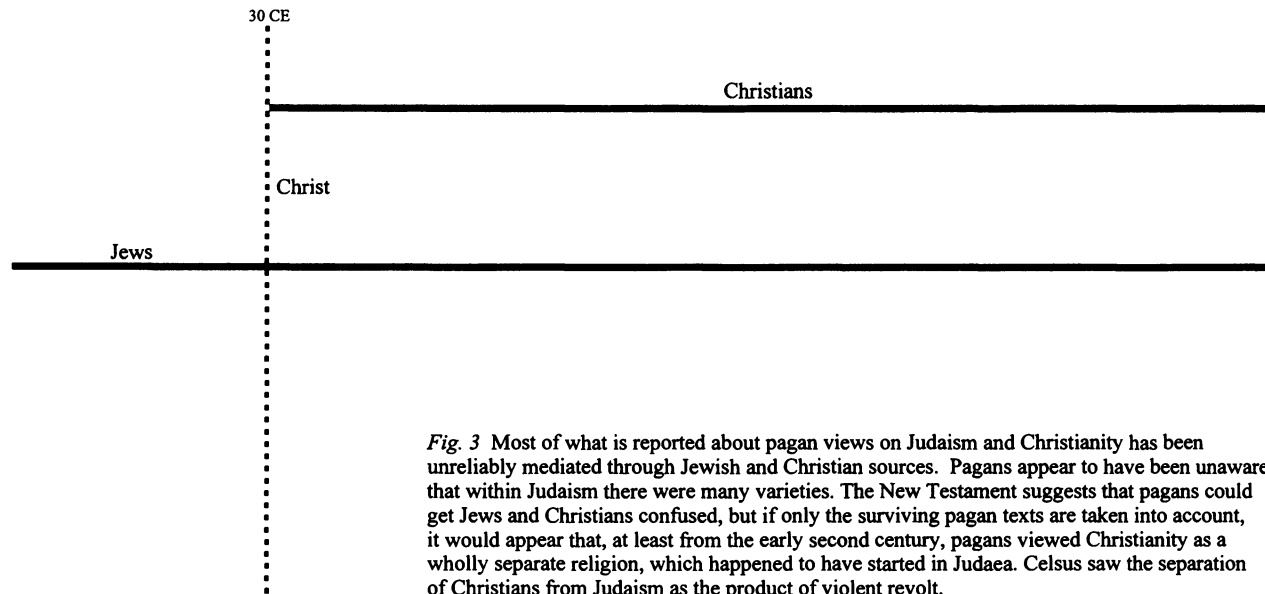 30 CE
Christians
Christ
Jews
Fig. 3 Most of what is reported about pagan views on Judaism and Christianity has been
unreliably mediated through Jewish and Christian sources. Pagans appear to have been unaware
that within Judaism there were many varieties. The New Testament suggests that pagans could
get Jews and Christians confused, but if only the surviving pagan texts are taken into account,
it would appear that, at least from the early second century, pagans viewed Christianity as a
wholly separate religion, which happened to have started in Judaea. Celsus saw the separation
of Christians from Judaism as the product of violent revolt.